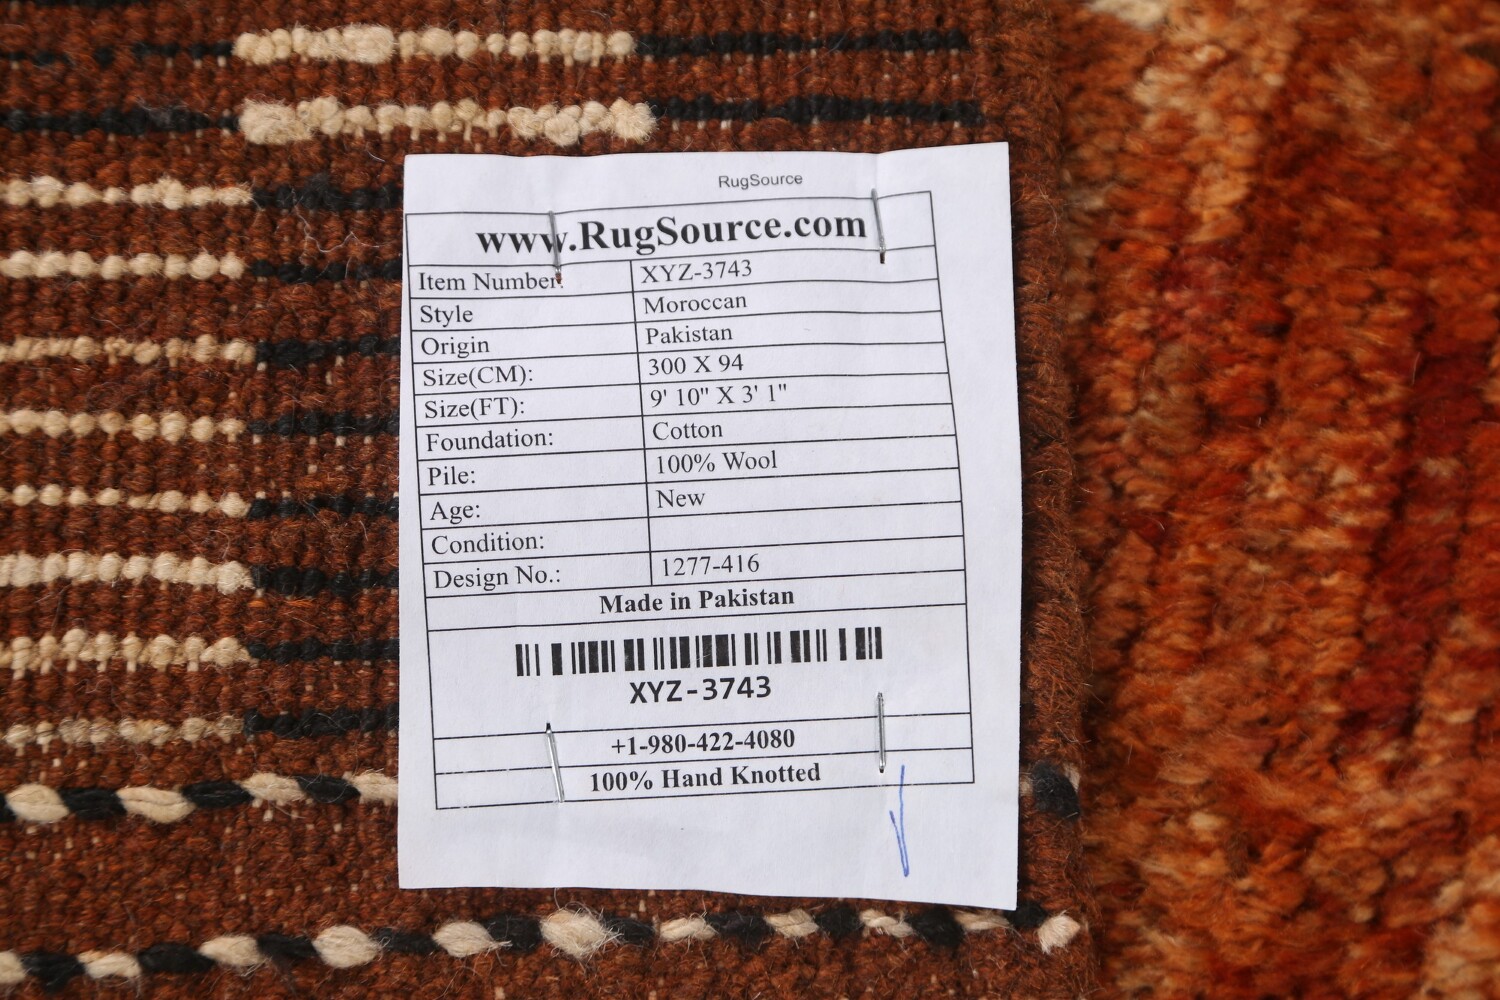 RugSource
www.RugSource.com
Item Number: XYZ-3743
Style Moroccan
Origin Pakistan
Size(CM): 300 X 94
Size(FT): 9' 10" X 3' 1"
Foundation: Cotton
Pile: 100% Wool
Age: New
Condition:
Design No.: 1277-416
Made in Pakistan
XYZ-3743
+1-980-422-4080
100% Hand Knotted